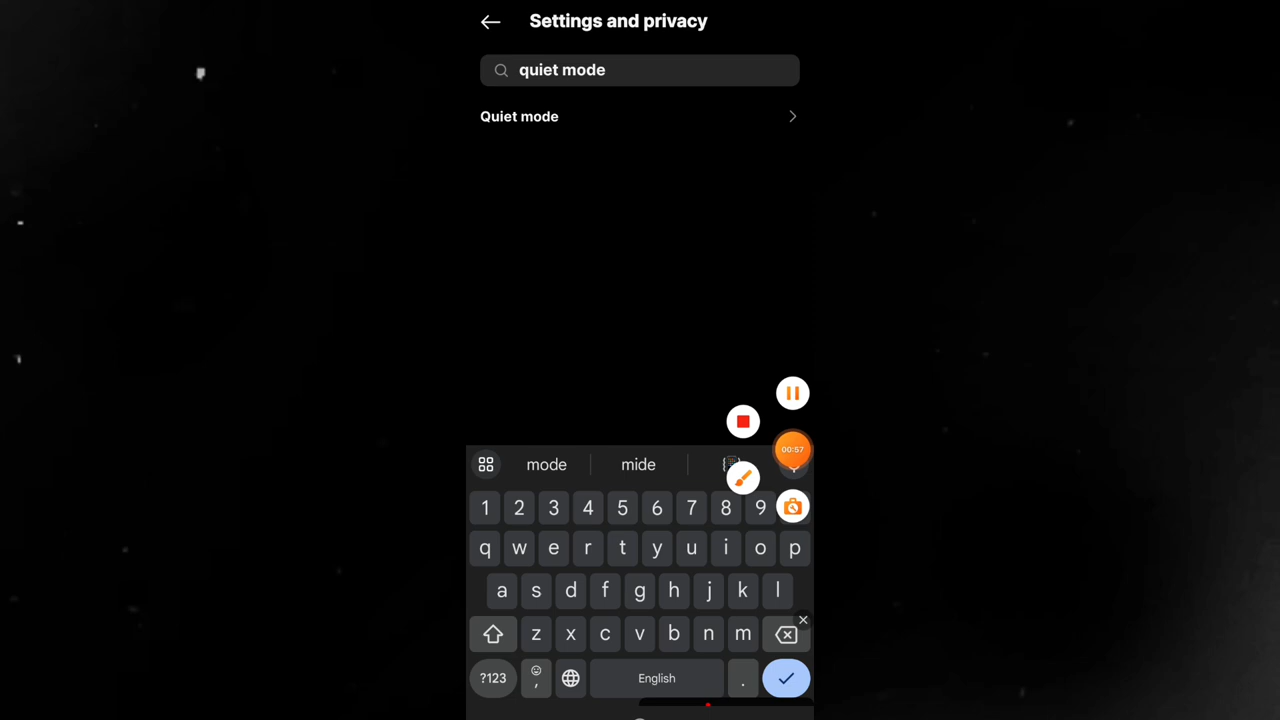 Settings and privacy
quiet mode
Quiet mode
00:57
mode mide
1 2 3 4 5 6 7 8 9
q w e r t y u i o p
a s d f g h j k l
z x c v b n m
?123 , English .